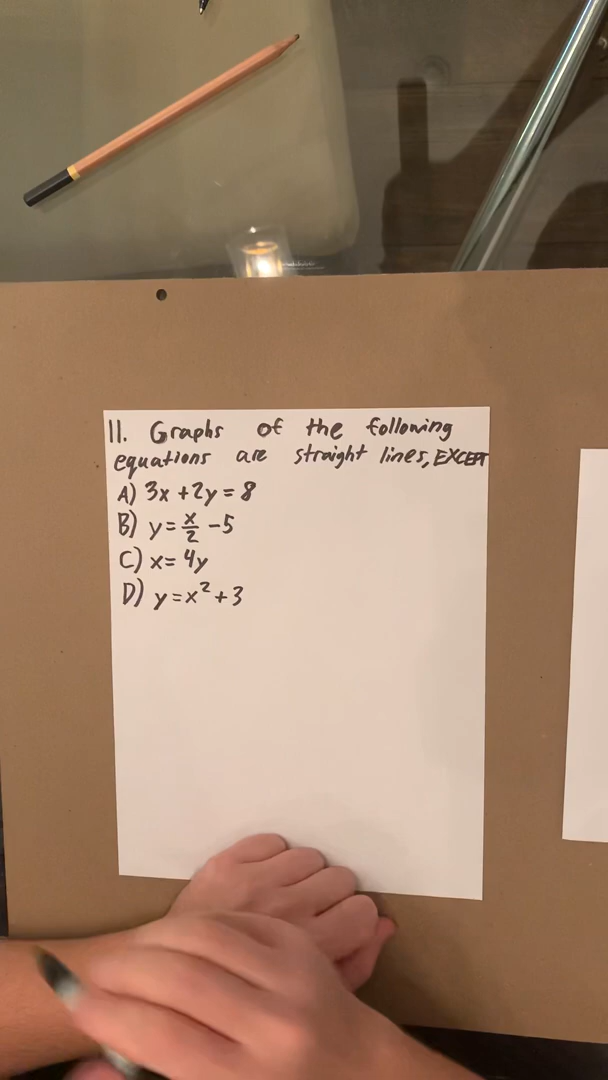 11. Graphs of the following
equations are straight lines, EXCEPT
A) 3x + 2y = 8
B) y = x/2 - 5
C) x = 4y
D) y = x² + 3